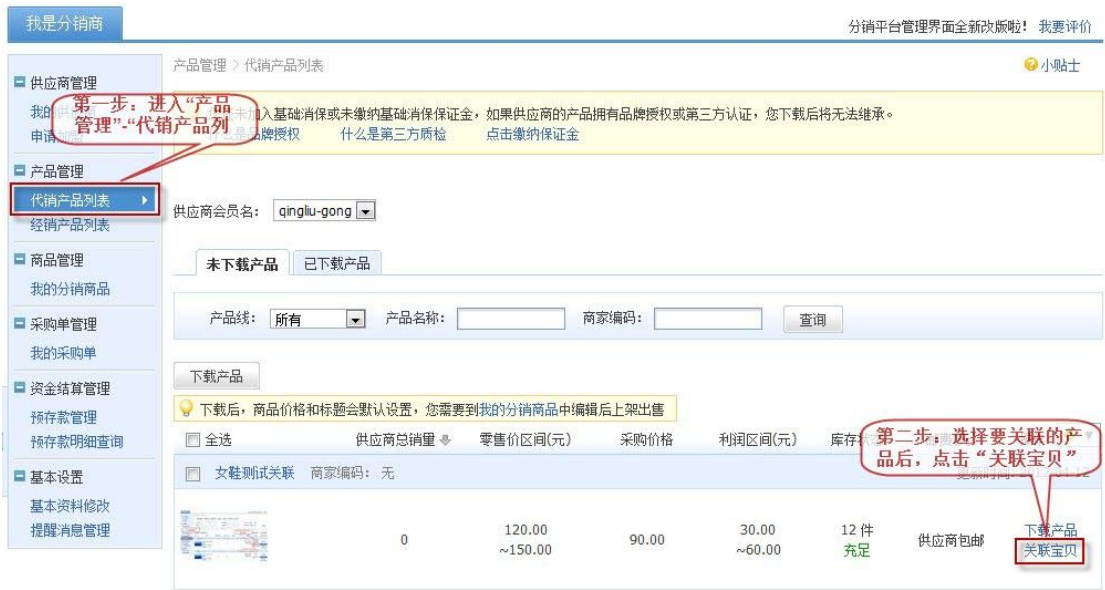 我是分销商
分销平台管理界面全新改版啦！ 我要评价
供应商管理
我的
申请
产品管理
代销产品列表
经销产品列表
商品管理
我的分销商品
采购单管理
我的采购单
资金结算管理
预存款管理
预存款明细查询
基本设置
基本资料修改
提醒消息管理
第一步：进入“产品
管理”-“代销产品列
产品管理 > 代销产品列表
小贴士
加入基础消保或未缴纳基础消保保证金，如果供应商的产品拥有品牌授权或第三方认证，您下载后将无法继承。
品牌授权 什么是第三方质检 点击缴纳保证金
供应商会员名： qingliu-gong
未下载产品 已下载产品
产品线： 所有 产品名称： 商家编码： 查询
下载产品
下载后，商品价格和标题会默认设置，您需要到我的分销商品中编辑后上架出售
全选 供应商总销量 零售价区间(元) 采购价格 利润区间(元) 库存
第二步：选择要关联的产
品后，点击“关联宝贝”
女鞋测试关联 商家编码： 无
0 120.00 ~150.00 90.00 30.00 ~60.00 12 件 充足 供应商包邮 下载产品
关联宝贝